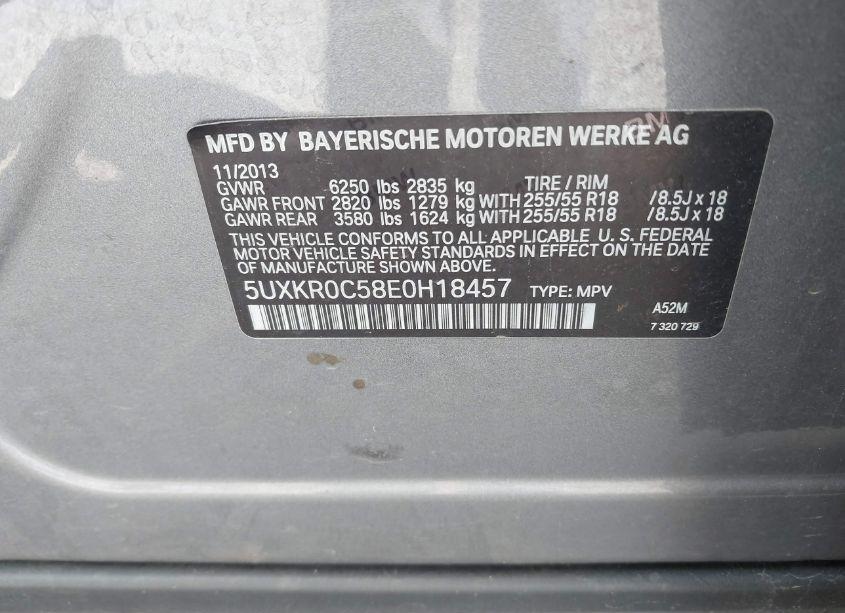 MFD BY BAYERISCHE MOTOREN WERKE AG
11/2013
GVWR 6250 lbs 2835 kg TIRE / RIM
GAWR FRONT 2820 lbs 1279 kg WITH 255/55 R18 /8.5J x 18
GAWR REAR 3580 lbs 1624 kg WITH 255/55 R18 /8.5J x 18
THIS VEHICLE CONFORMS TO ALL APPLICABLE U. S. FEDERAL
MOTOR VEHICLE SAFETY STANDARDS IN EFFECT ON THE DATE
OF MANUFACTURE SHOWN ABOVE.
5UXKR0C58E0H18457 TYPE: MPV A52M
7 320 729